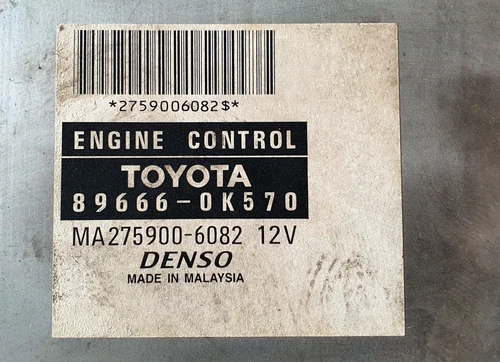 *2759006082$*
ENGINE CONTROL
TOYOTA
89666-0K570
MA275900-6082 12V
DENSO
MADE IN MALAYSIA